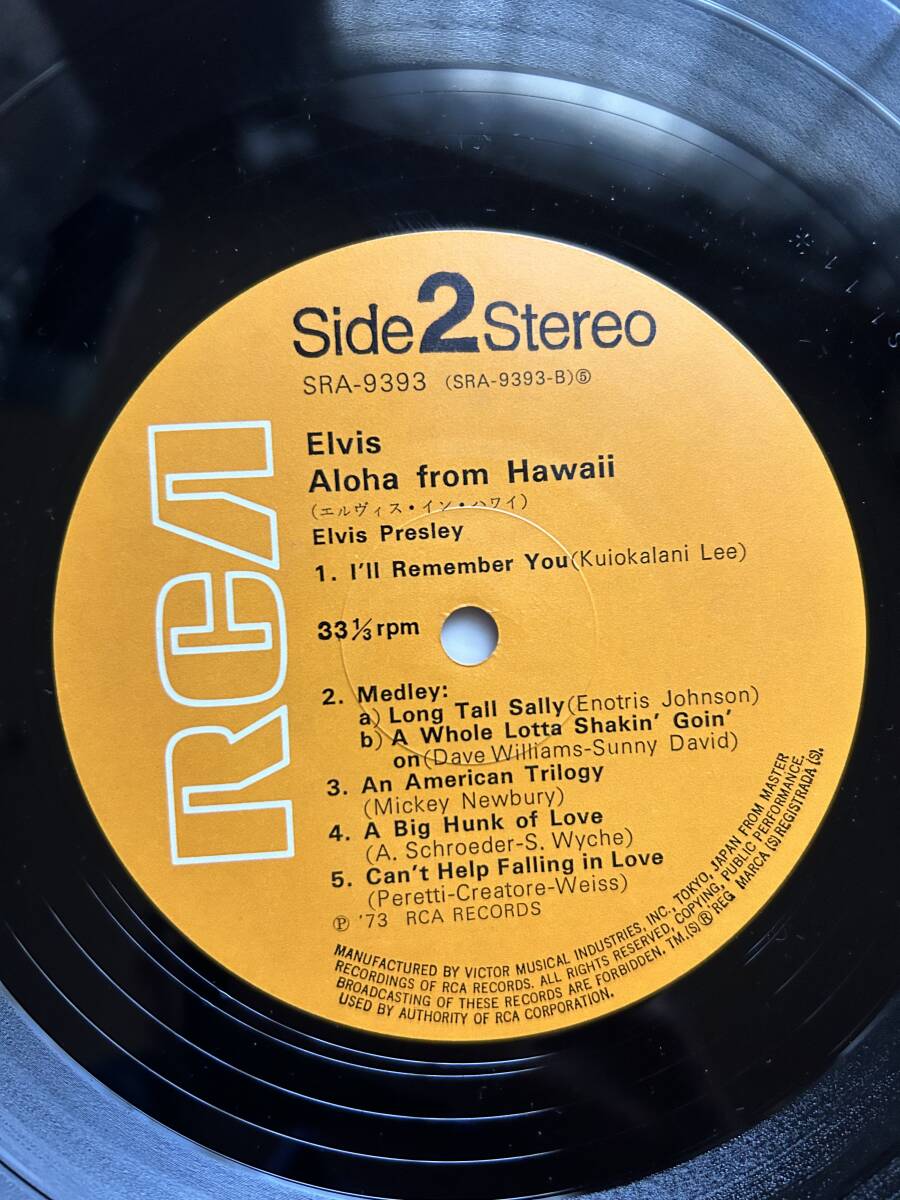 Side 2 Stereo
SRA-9393 (SRA-9393-B)⑤
RCA
Elvis
Aloha from Hawaii
(エルヴィス・イン・ハワイ)
Elvis Presley
1. I'll Remember You(Kuiokalani Lee)
33⅓rpm
2. Medley:
a) Long Tall Sally(Enotris Johnson)
b) A Whole Lotta Shakin' Goin'
on(Dave Williams-Sunny David)
3. An American Trilogy
(Mickey Newbury)
4. A Big Hunk of Love
(A. Schroeder-S. Wyche)
5. Can't Help Falling in Love
(Peretti-Creatore-Weiss)
Ⓟ '73 RCA RECORDS
MANUFACTURED BY VICTOR MUSICAL INDUSTRIES, INC., TOKYO, JAPAN FROM MASTER
RECORDINGS OF RCA RECORDS. ALL RIGHTS RESERVED, COPYING, PUBLIC PERFORMANCE,
BROADCASTING OF THESE RECORDS ARE FORBIDDEN, TM.(S)® REG MARCA (S) REGISTRADA (S).
USED BY AUTHORITY OF RCA CORPORATION.